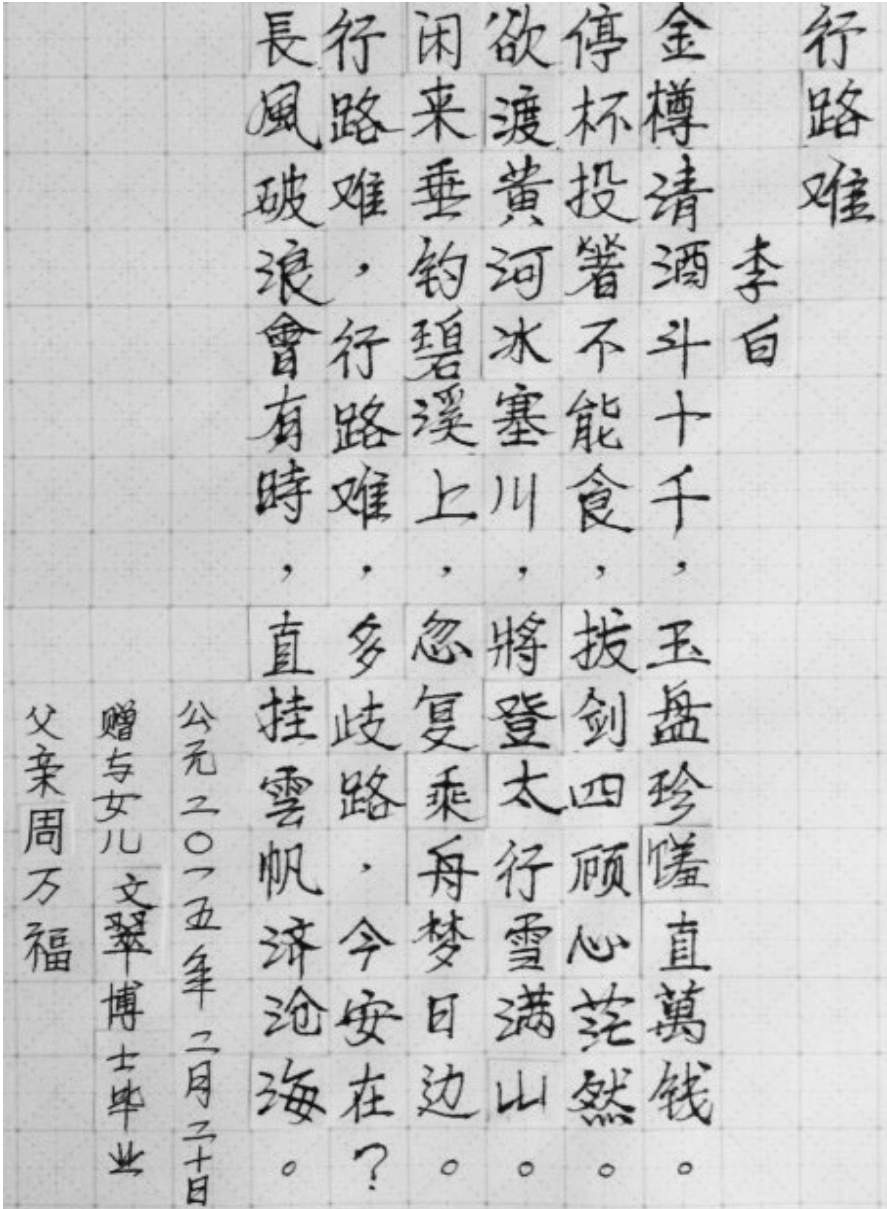 行路难
李白
金樽清酒斗十千，玉盘珍馐直萬钱。
停杯投箸不能食，拔剑四顾心茫然。
欲渡黄河冰塞川，將登太行雪满山。
闲来垂钓碧溪上，忽复乘舟梦日边。
行路难，行路难，多歧路，今安在？
長風破浪會有時，直挂雲帆济沧海。
公元二〇一五年二月二十日
赠与女儿文翠博士毕业
父亲周万福